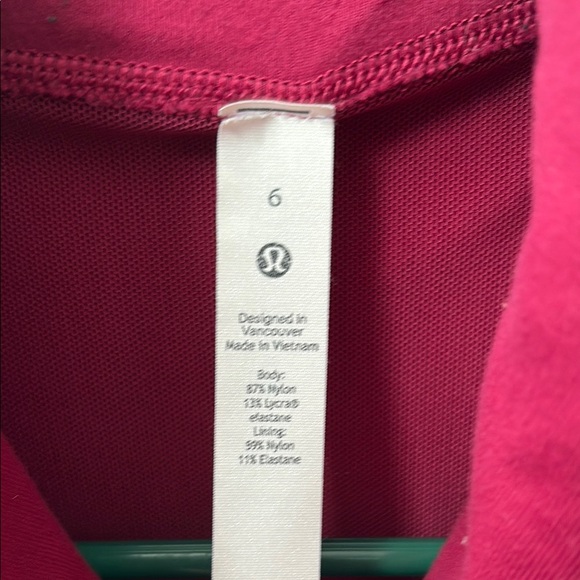 6
Designed in
Vancouver
Made in Vietnam
Body:
87% Nylon
13% Lycra®
elastane
Lining:
89% Nylon
11% Elastane